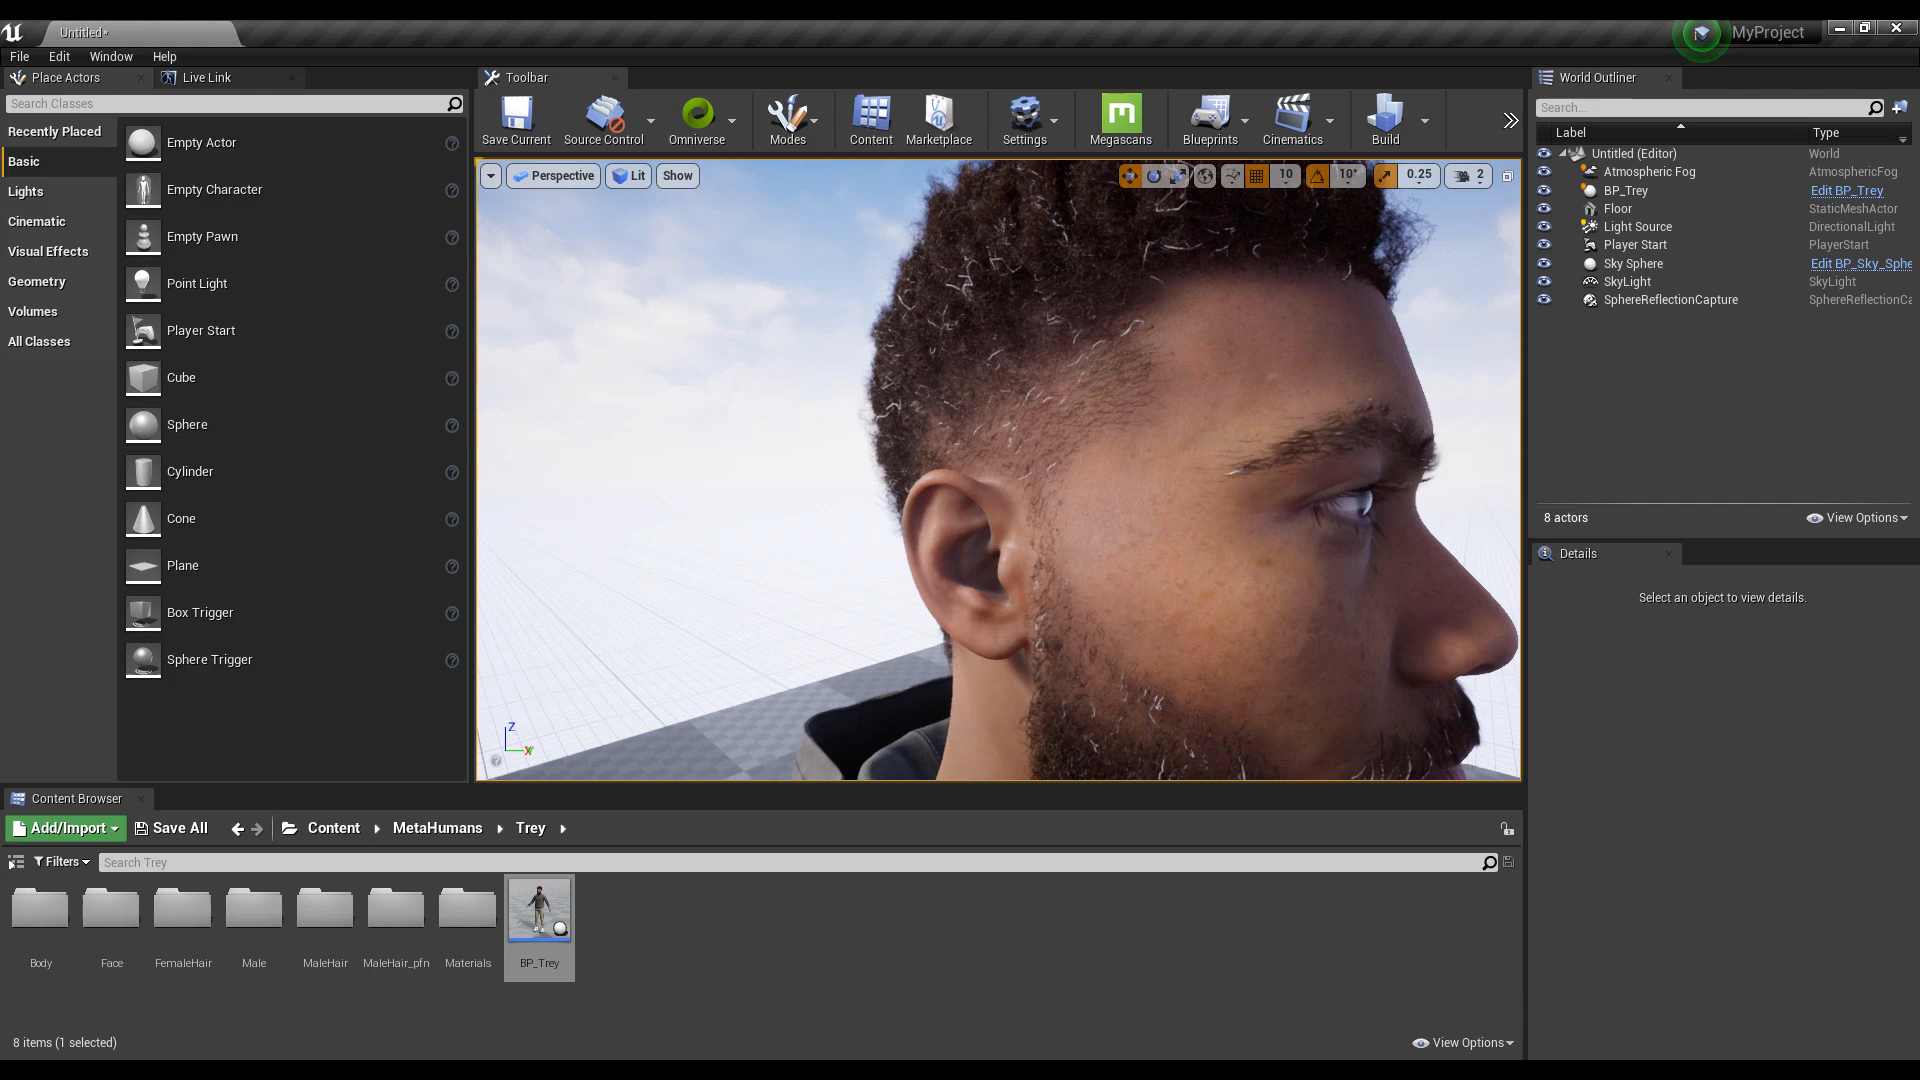 Untitled*
MyProject
File Edit Window Help
Place Actors
Live Link
Search Classes
Recently Placed
Basic
Lights
Cinematic
Visual Effects
Geometry
Volumes
All Classes
Empty Actor
Empty Character
Empty Pawn
Point Light
Player Start
Cube
Sphere
Cylinder
Cone
Plane
Box Trigger
Sphere Trigger
Toolbar
Save Current
Source Control
Omniverse
Modes
Content
Marketplace
Settings
Megascans
Blueprints
Cinematics
Build
Perspective
Lit
Show
10
10°
0.25
2
Z
X
World Outliner
Search...
Label Type
Untitled (Editor) World
Atmospheric Fog AtmosphericFog
BP_Trey Edit BP_Trey
Floor StaticMeshActor
Light Source DirectionalLight
Player Start PlayerStart
Sky Sphere Edit BP_Sky_Sphe
SkyLight SkyLight
SphereReflectionCapture SphereReflectionCa
8 actors
View Options
Details
Select an object to view details.
Content Browser
Add/Import
Save All
Content
MetaHumans
Trey
Filters
Search Trey
Body
Face
FemaleHair
Male
MaleHair
MaleHair_pfn
Materials
BP_Trey
8 items (1 selected)
View Options